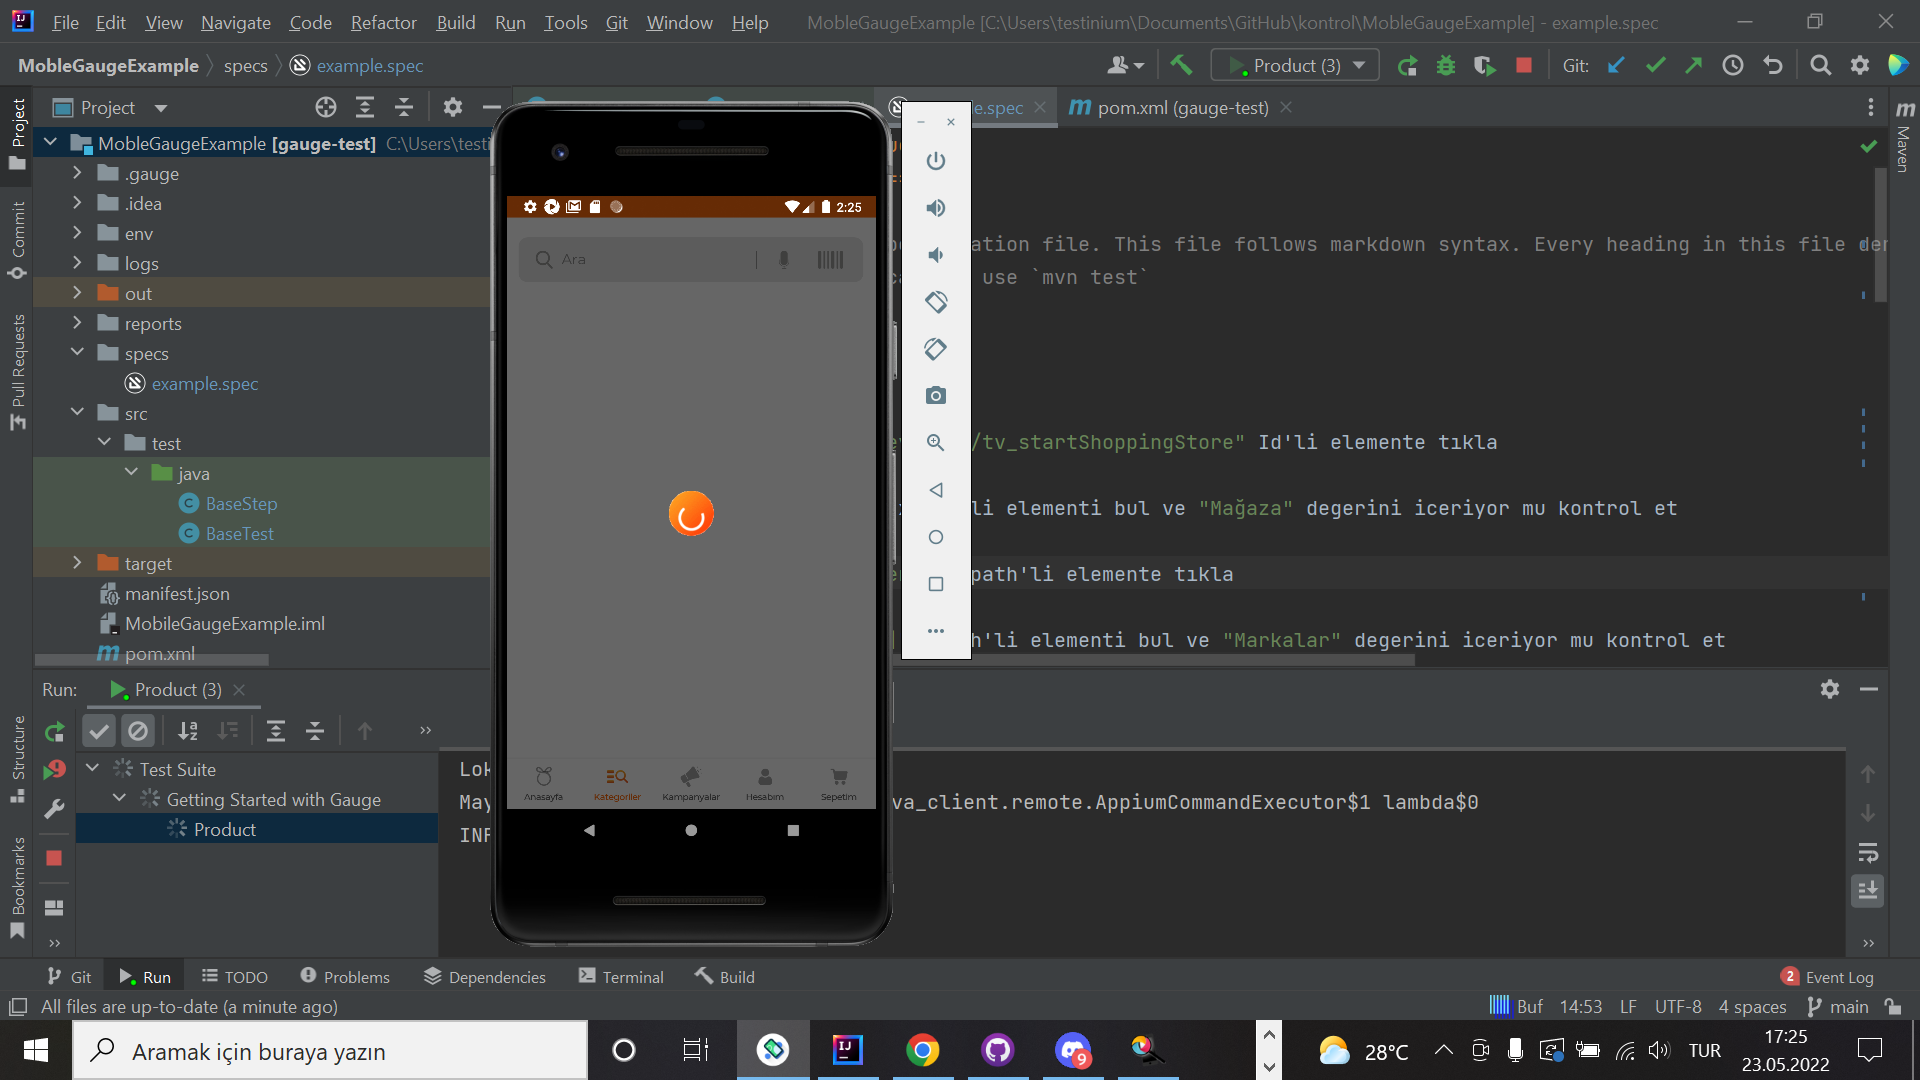 File Edit View Navigate Code Refactor Build Run Tools Git Window Help MobleGaugeExample [C:\Users\testinium\Documents\GitHub\kontrol\MobleGaugeExample] - example.spec
MobleGaugeExample specs example.spec Product (3) Git:
Project .spec pom.xml (gauge-test)
MobleGaugeExample [gauge-test] C:\Users\testi
.gauge
.idea
env
logs
out
reports
specs
example.spec
src
test
java
BaseStep
BaseTest
target
manifest.json
MobileGaugeExample.iml
pom.xml
Project
Commit
Pull Requests
Structure
Bookmarks
Maven
2:25
Ara
Anasayfa Kategoriler Kampanyalar Hesabım Sepetim
ation file. This file follows markdown syntax. Every heading in this file den
use `mvn test`
/tv_startShoppingStore" Id'li elemente tıkla
li elementi bul ve "Mağaza" degerini iceriyor mu kontrol et
path'li elemente tıkla
h'li elementi bul ve "Markalar" degerini iceriyor mu kontrol et
Run: Product (3)
Test Suite
Getting Started with Gauge
Product
Lok
May
va_client.remote.AppiumCommandExecutor$1 lambda$0
INF
Git Run TODO Problems Dependencies Terminal Build 2 Event Log
All files are up-to-date (a minute ago) Buf 14:53 LF UTF-8 4 spaces main
Aramak için buraya yazın 9 28°C TUR 17:25
23.05.2022